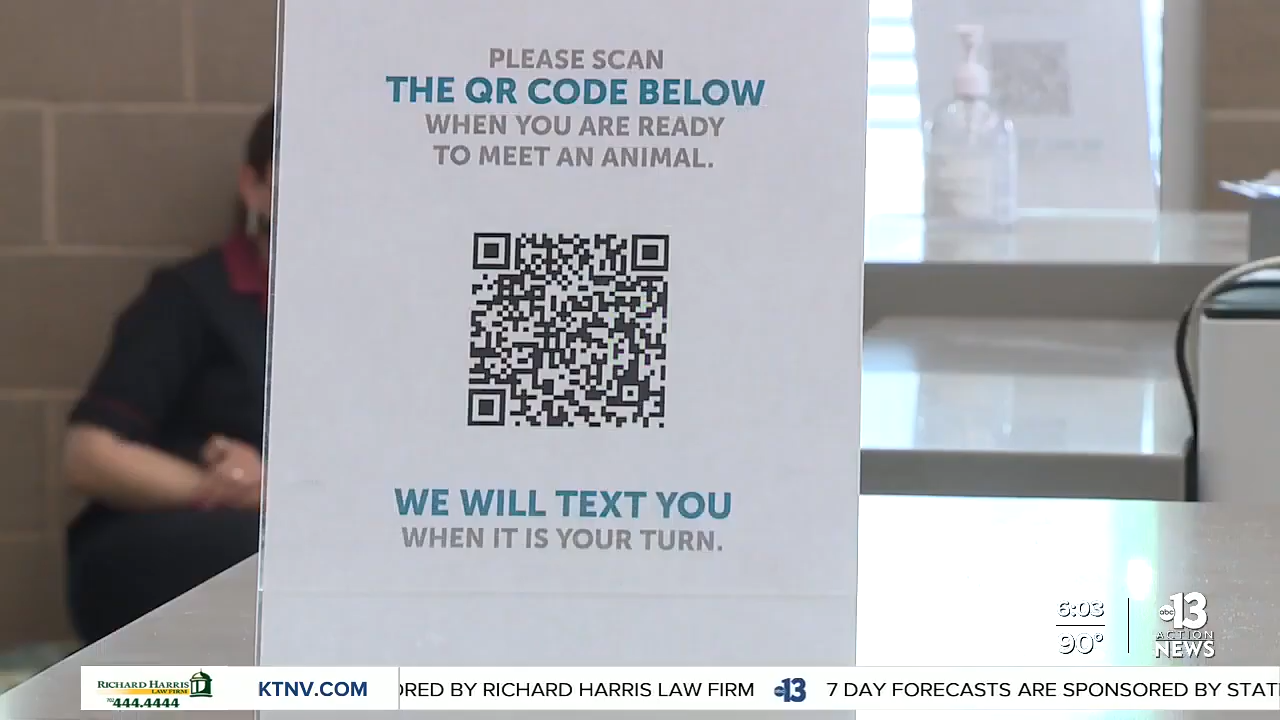 PLEASE SCAN
THE QR CODE BELOW
WHEN YOU ARE READY
TO MEET AN ANIMAL.
WE WILL TEXT YOU
WHEN IT IS YOUR TURN.
6:03
90°
abc 13
ACTION
NEWS
RICHARD HARRIS
LAW FIRM
702 444.4444
KTNV.COM
ORED BY RICHARD HARRIS LAW FIRM
13
7 DAY FORECASTS ARE SPONSORED BY STAT